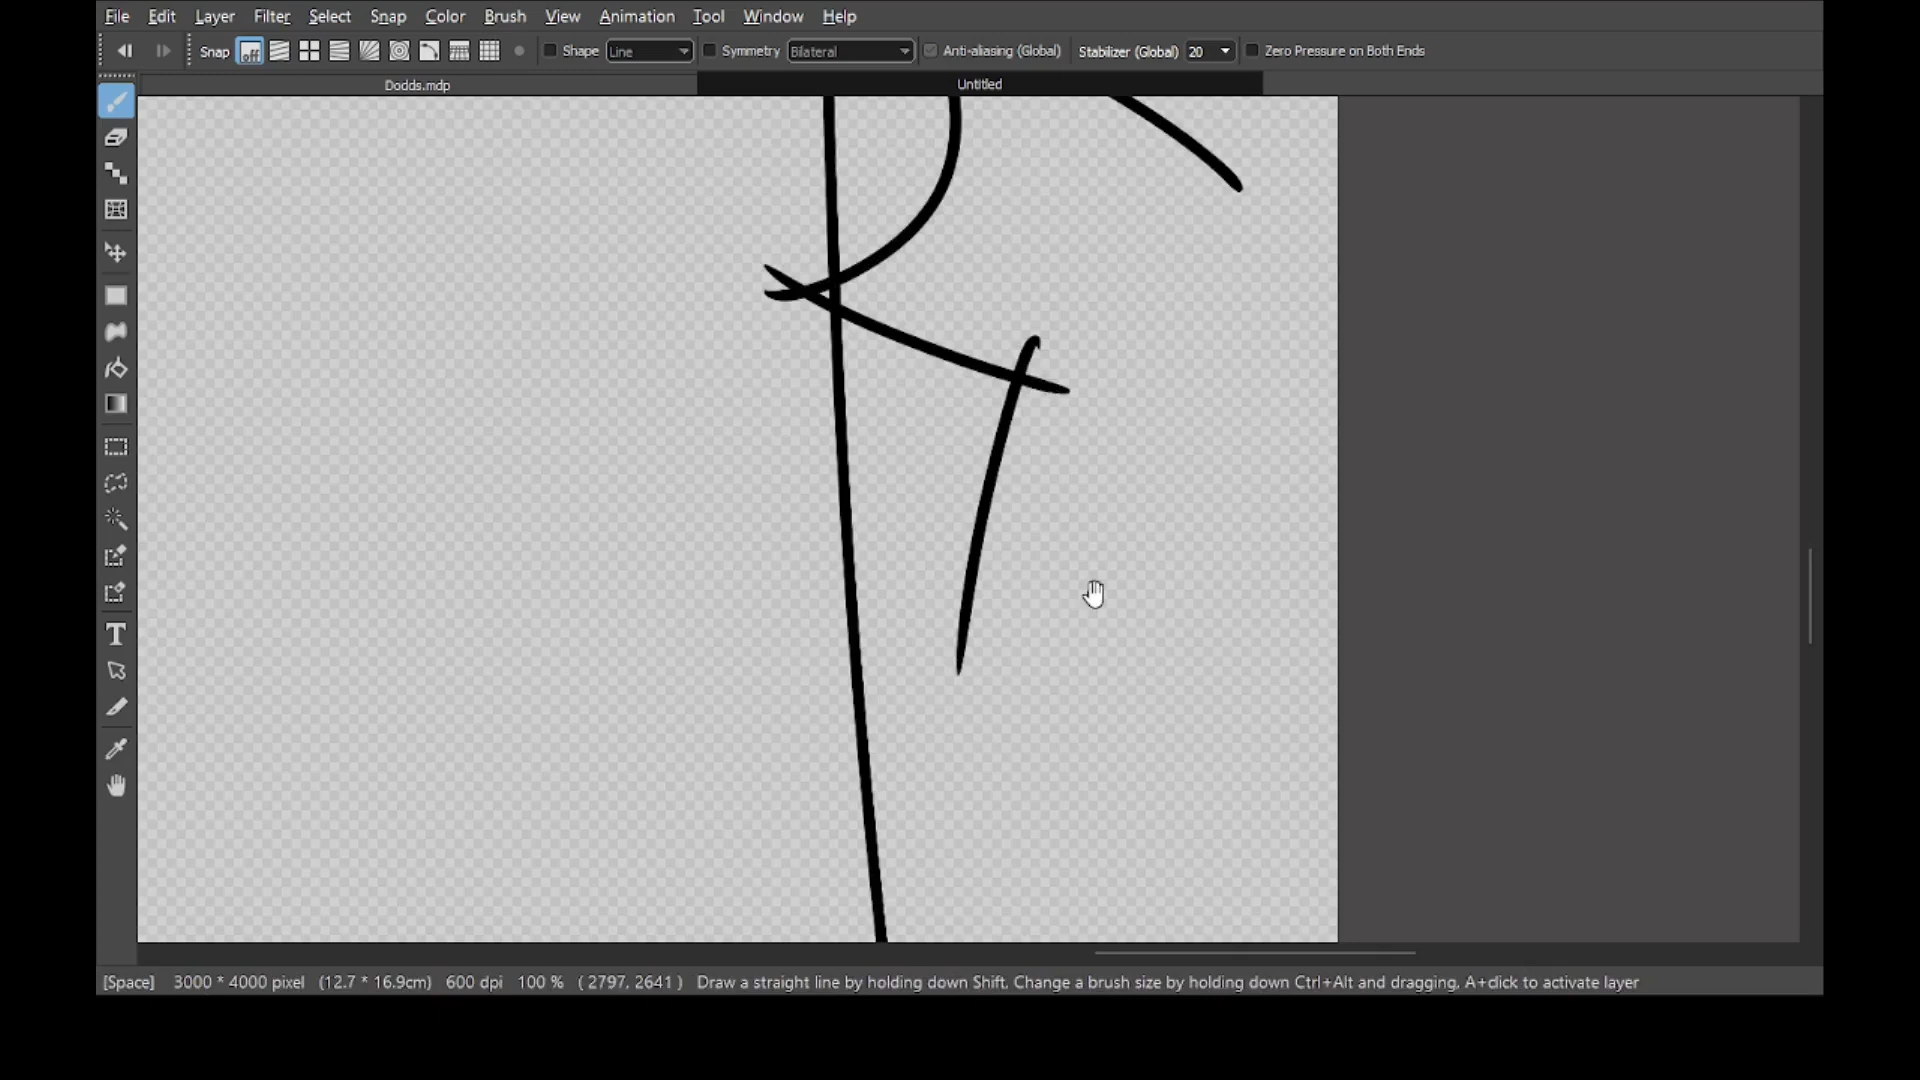 File Edit Layer Filter Select Snap Color Brush View Animation Tool Window Help
Snap off Shape Line Symmetry Bilateral Anti-aliasing (Global) Stabilizer (Global) 20 Zero Pressure on Both Ends
Dodds.mdp Untitled
T
[Space] 3000 * 4000 pixel (12.7 * 16.9cm) 600 dpi 100 % ( 2797, 2641 ) Draw a straight line by holding down Shift. Change a brush size by holding down Ctrl+Alt and dragging, A+click to activate layer